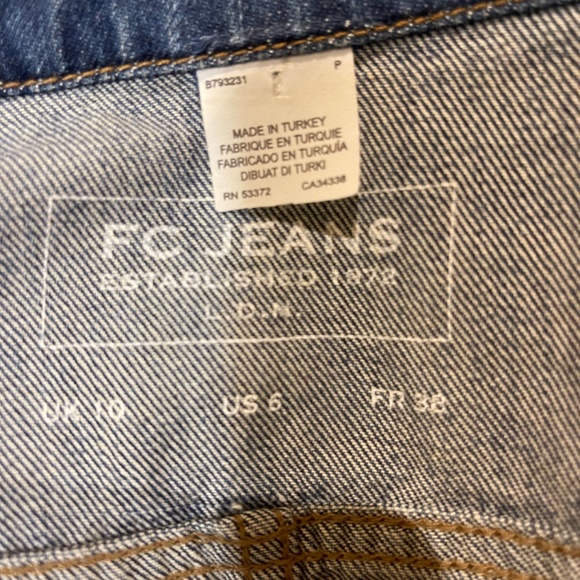 B793231 P
MADE IN TURKEY
FABRIQUE EN TURQUIE
FABRICADO EN TURQUÍA
DIBUAT DI TURKI
RN 53372 CA34338
FC JEANS
ESTABLISHED 1972
L.D.N.
UK 10 US 6 FR 38